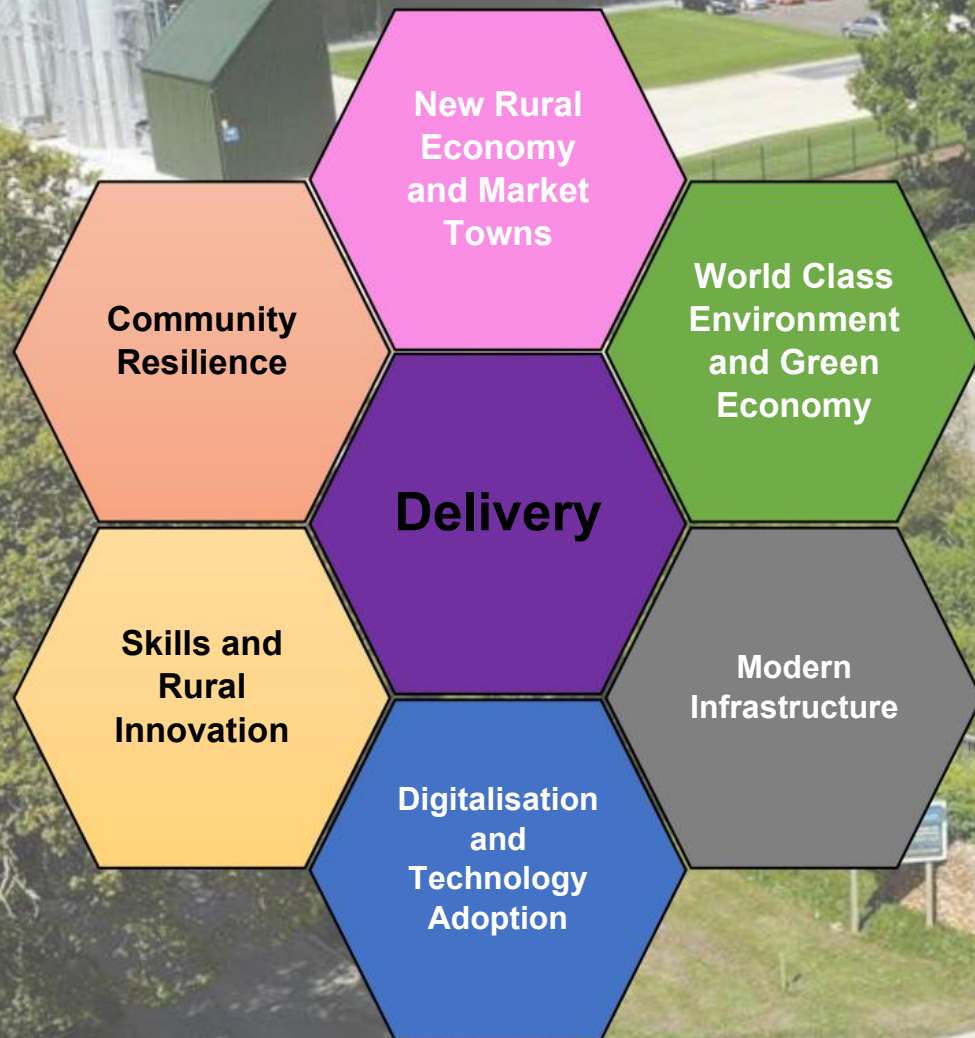 New Rural
Economy
and Market
Towns
World Class
Environment
and Green
Economy
Community
Resilience
Delivery
Skills and
Rural
Innovation
Modern
Infrastructure
Digitalisation
and
Technology
Adoption